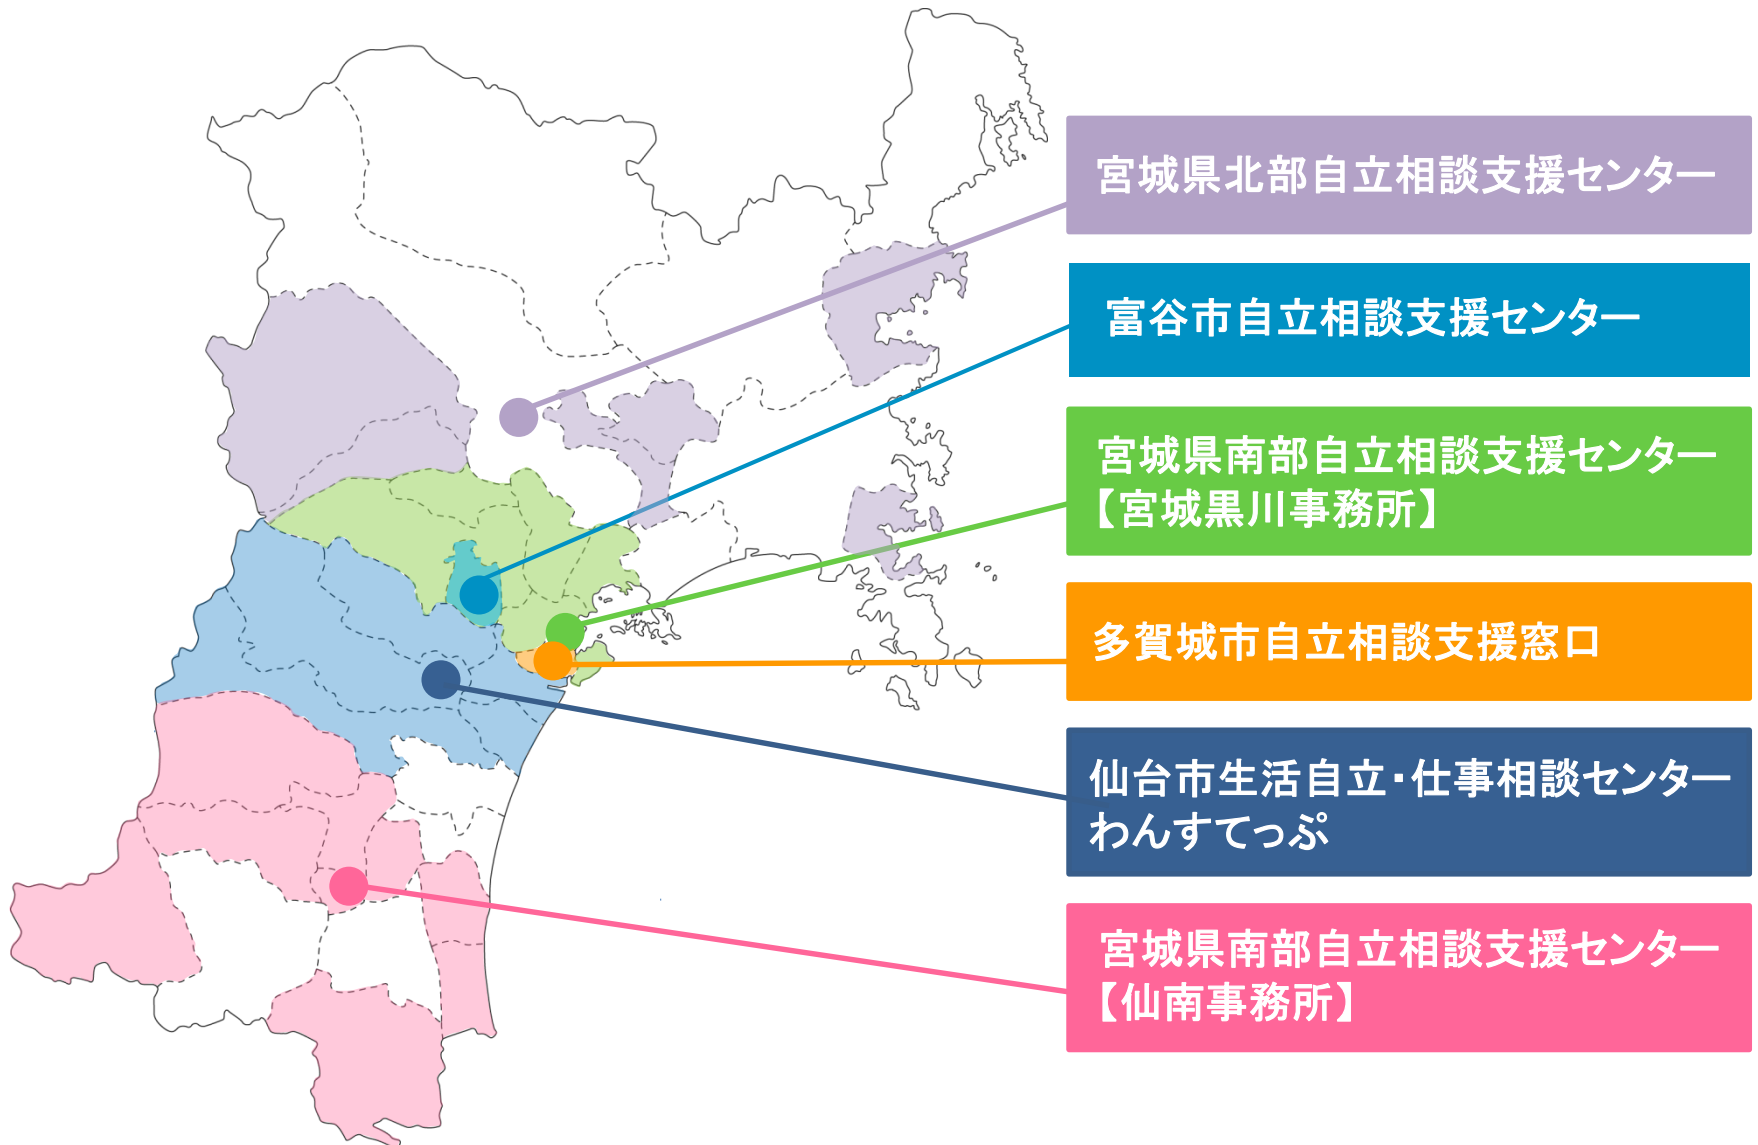 宮城県北部自立相談支援センター
富谷市自立相談支援センター
宮城県南部自立相談支援センター
【宮城黒川事務所】
多賀城市自立相談支援窓口
仙台市生活自立・仕事相談センター
わんすてっぷ
宮城県南部自立相談支援センター
【仙南事務所】